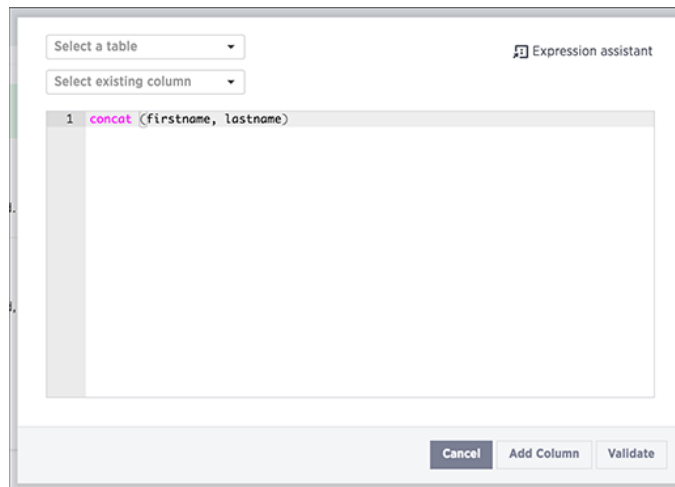 Select a table
Expression assistant
Select existing column
1 concat (firstname, lastname)
d.
d,
Cancel Add Column Validate